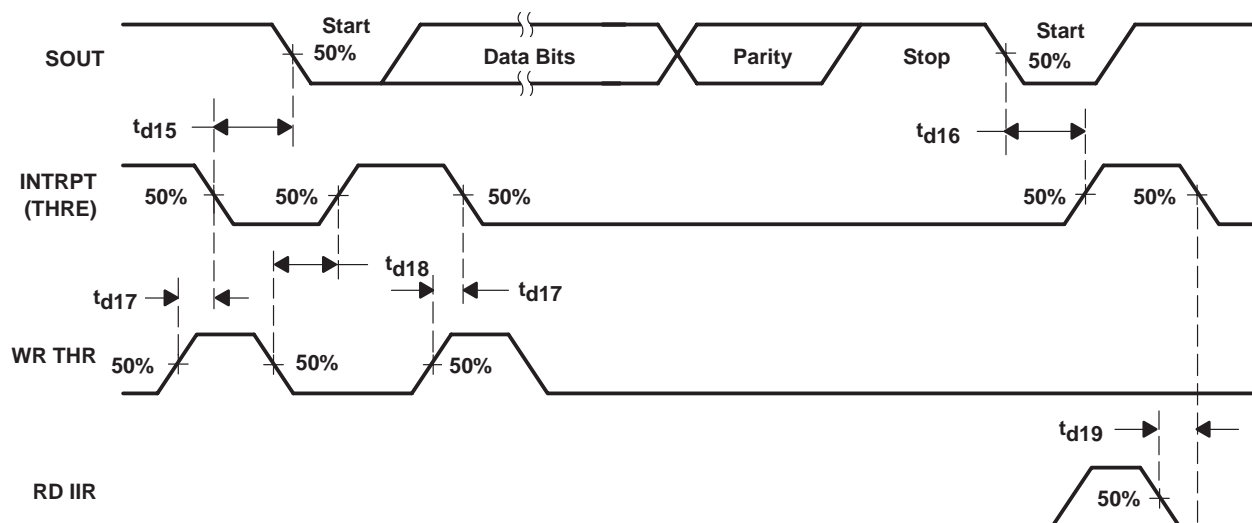 Start
Start
SOUT
50%
Data Bits
Parity
Stop
50%
td15
td16
INTRPT
(THRE)
50%
50%
50%
50%
50%
td18
td17
td17
WR THR
50%
50%
50%
td19
RD IIR
50%